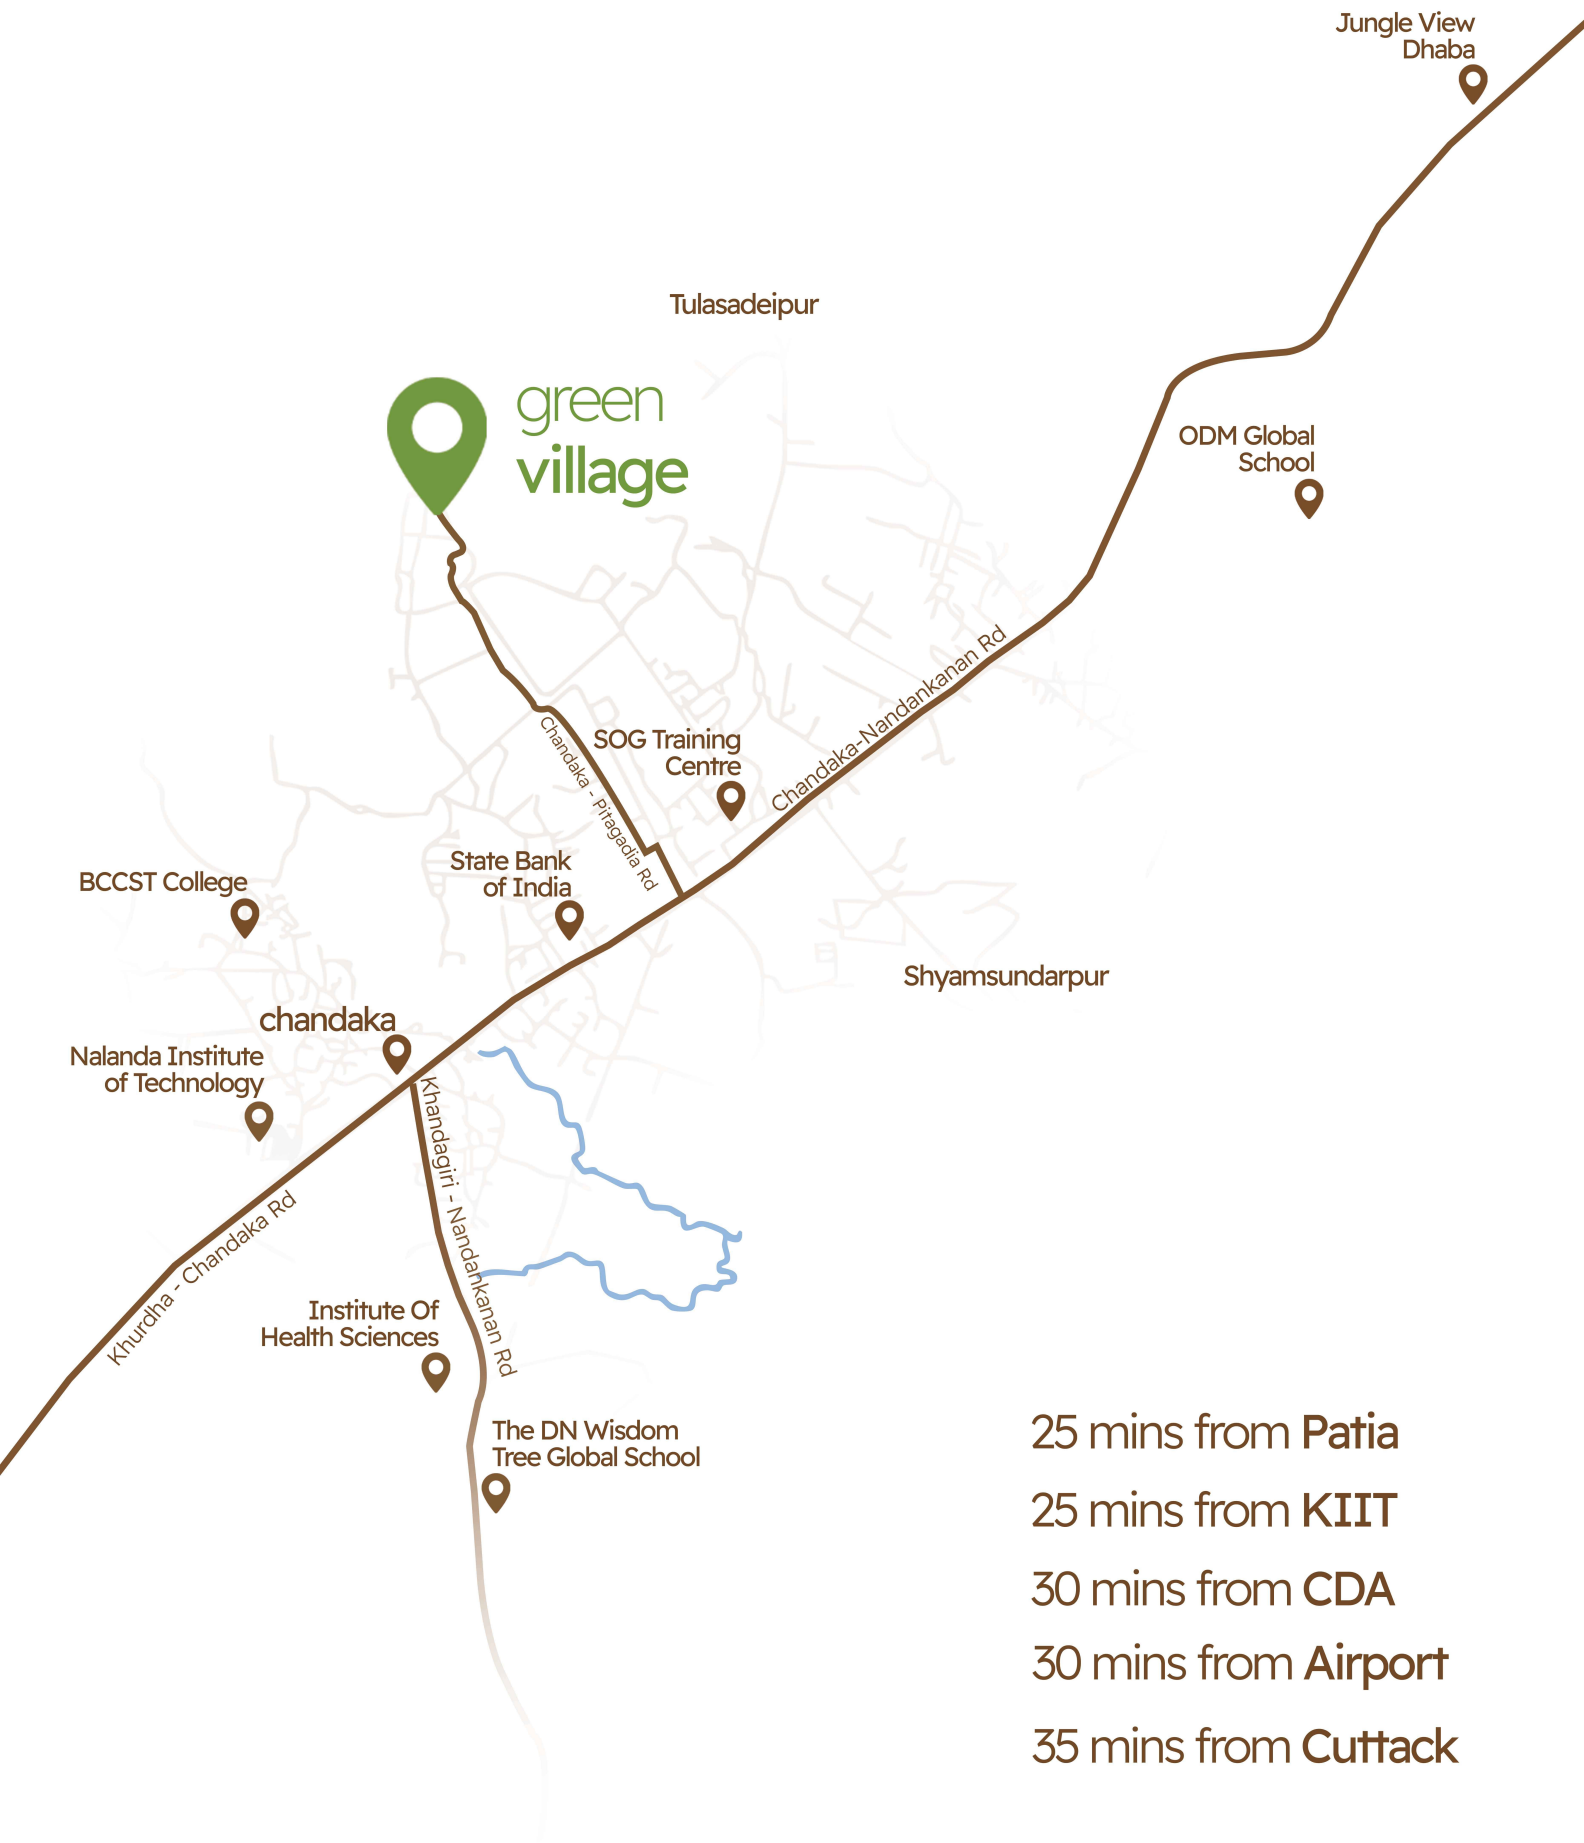 Jungle View
Dhaba
Tulasadeipur
green
village
ODM Global
School
Chandaka-Nandankanan Rd
SOG Training
Centre
Chandaka - Pitagadia Rd
State Bank
of India
BCCST College
Shyamsundarpur
chandaka
Nalanda Institute
of Technology
Khandagiri - Nandankanan Rd
Khurdha - Chandaka Rd
Institute Of
Health Sciences
The DN Wisdom
Tree Global School
25 mins from Patia
25 mins from KIIT
30 mins from CDA
30 mins from Airport
35 mins from Cuttack